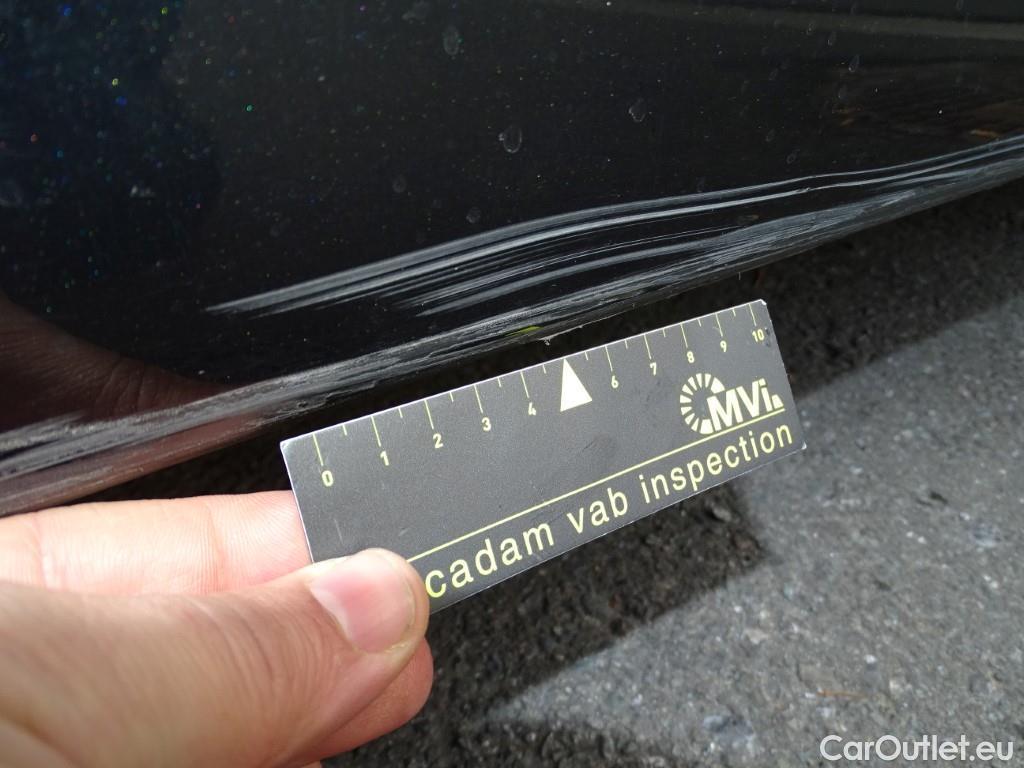 0 1 2 3 4 6 7 8 9 10
MVi.
cadam vab inspection
CarOutlet.eu